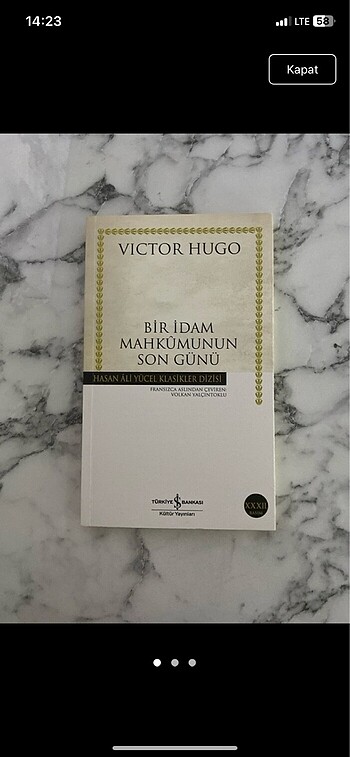 14:23
LTE 58
Kapat
VICTOR HUGO
BİR İDAM
MAHKÛMUNUN
SON GÜNÜ
HASAN ÂLİ YÜCEL KLASİKLER DİZİSİ
FRANSIZCA ASLINDAN ÇEVİREN:
VOLKAN YALÇINTOKLU
TÜRKİYE İŞ BANKASI
Kültür Yayınları
XXXII